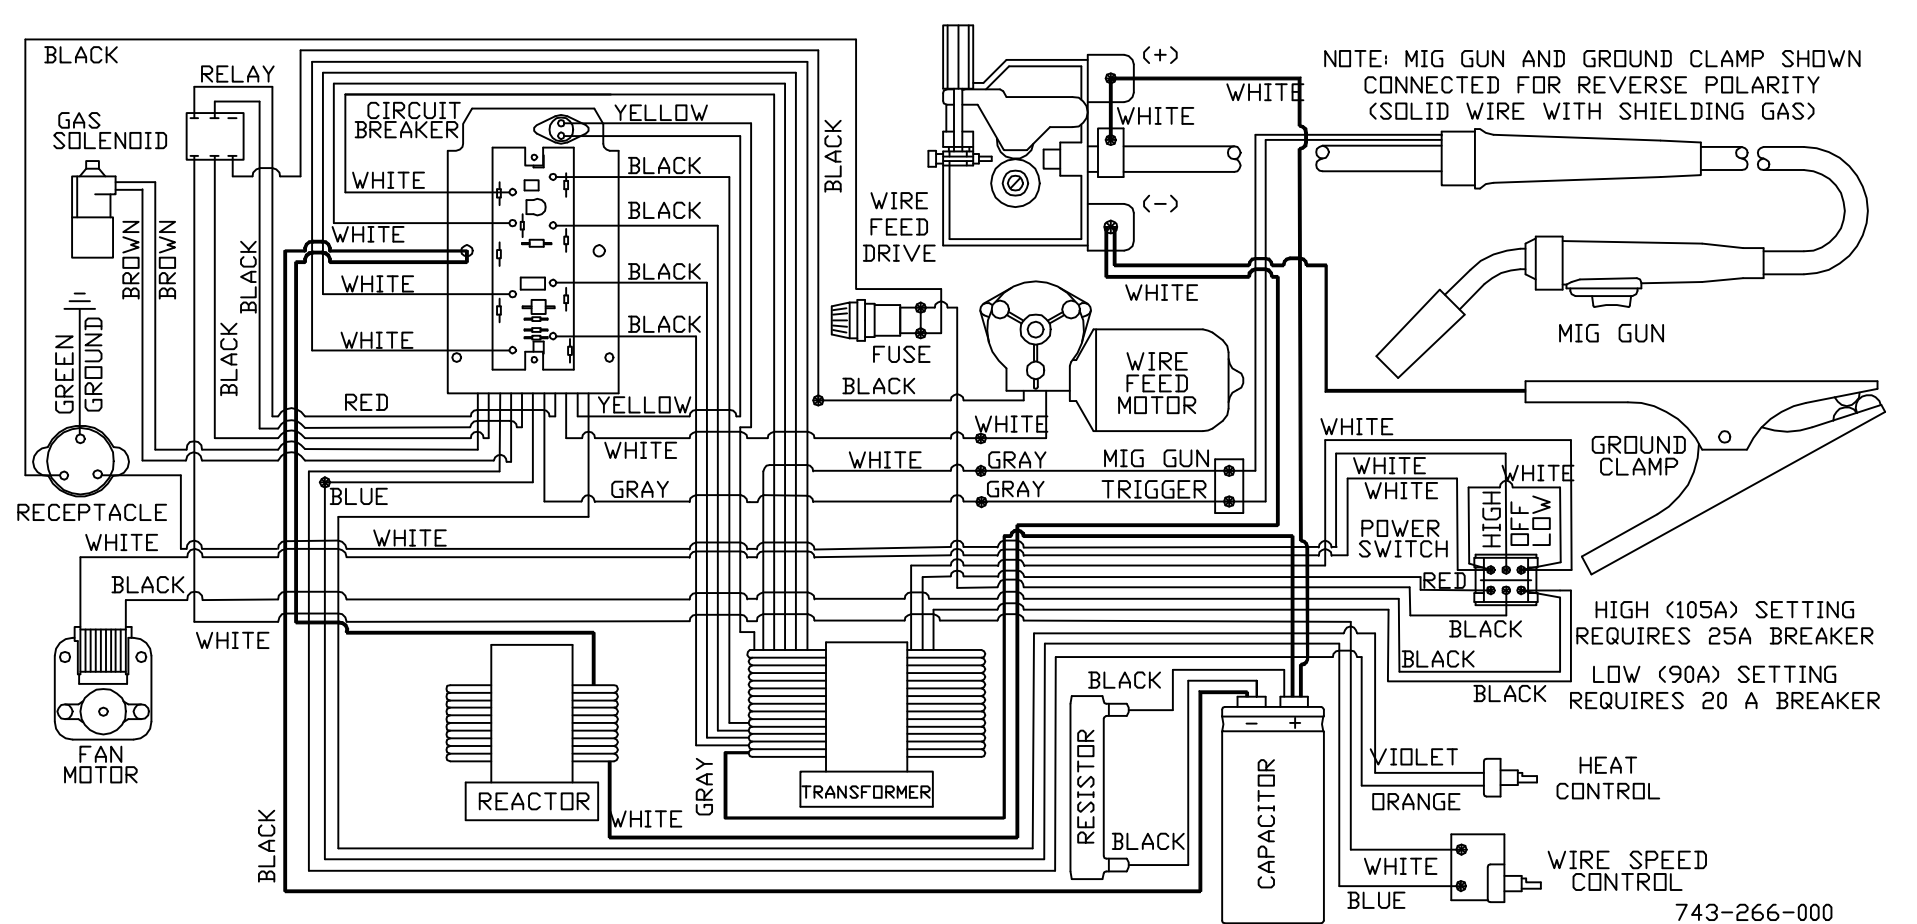 BLACK
RELAY
CIRCUIT
BREAKER
YELLOW
GAS
SOLENOID
BLACK
WHITE
BLACK
WHITE
BLACK
WHITE
BLACK
WHITE
BROWN
BROWN
BLACK
BLACK
GREEN
GROUND
RED
YELLOW
WHITE
BLUE
GRAY
RECEPTACLE
WHITE
WHITE
BLACK
WHITE
FAN
MOTOR
BLACK
REACTOR
WHITE
GRAY
TRANSFORMER
BLACK
WIRE
FEED
DRIVE
(+)
WHITE
WHITE
(-)
WHITE
NOTE: MIG GUN AND GROUND CLAMP SHOWN
CONNECTED FOR REVERSE POLARITY
(SOLID WIRE WITH SHIELDING GAS)
MIG GUN
FUSE
BLACK
WIRE
FEED
MOTOR
WHITE
WHITE
GRAY
MIG GUN
GRAY
TRIGGER
WHITE
WHITE
WHITE
WHITE
GROUND
CLAMP
POWER
SWITCH
HIGH
OFF
LOW
RED
BLACK
BLACK
BLACK
HIGH (105A) SETTING
REQUIRES 25A BREAKER
LOW (90A) SETTING
REQUIRES 20 A BREAKER
BLACK
RESISTOR
BLACK
- +
CAPACITOR
VIOLET
ORANGE
HEAT
CONTROL
WHITE
BLUE
WIRE SPEED
CONTROL
743-266-000